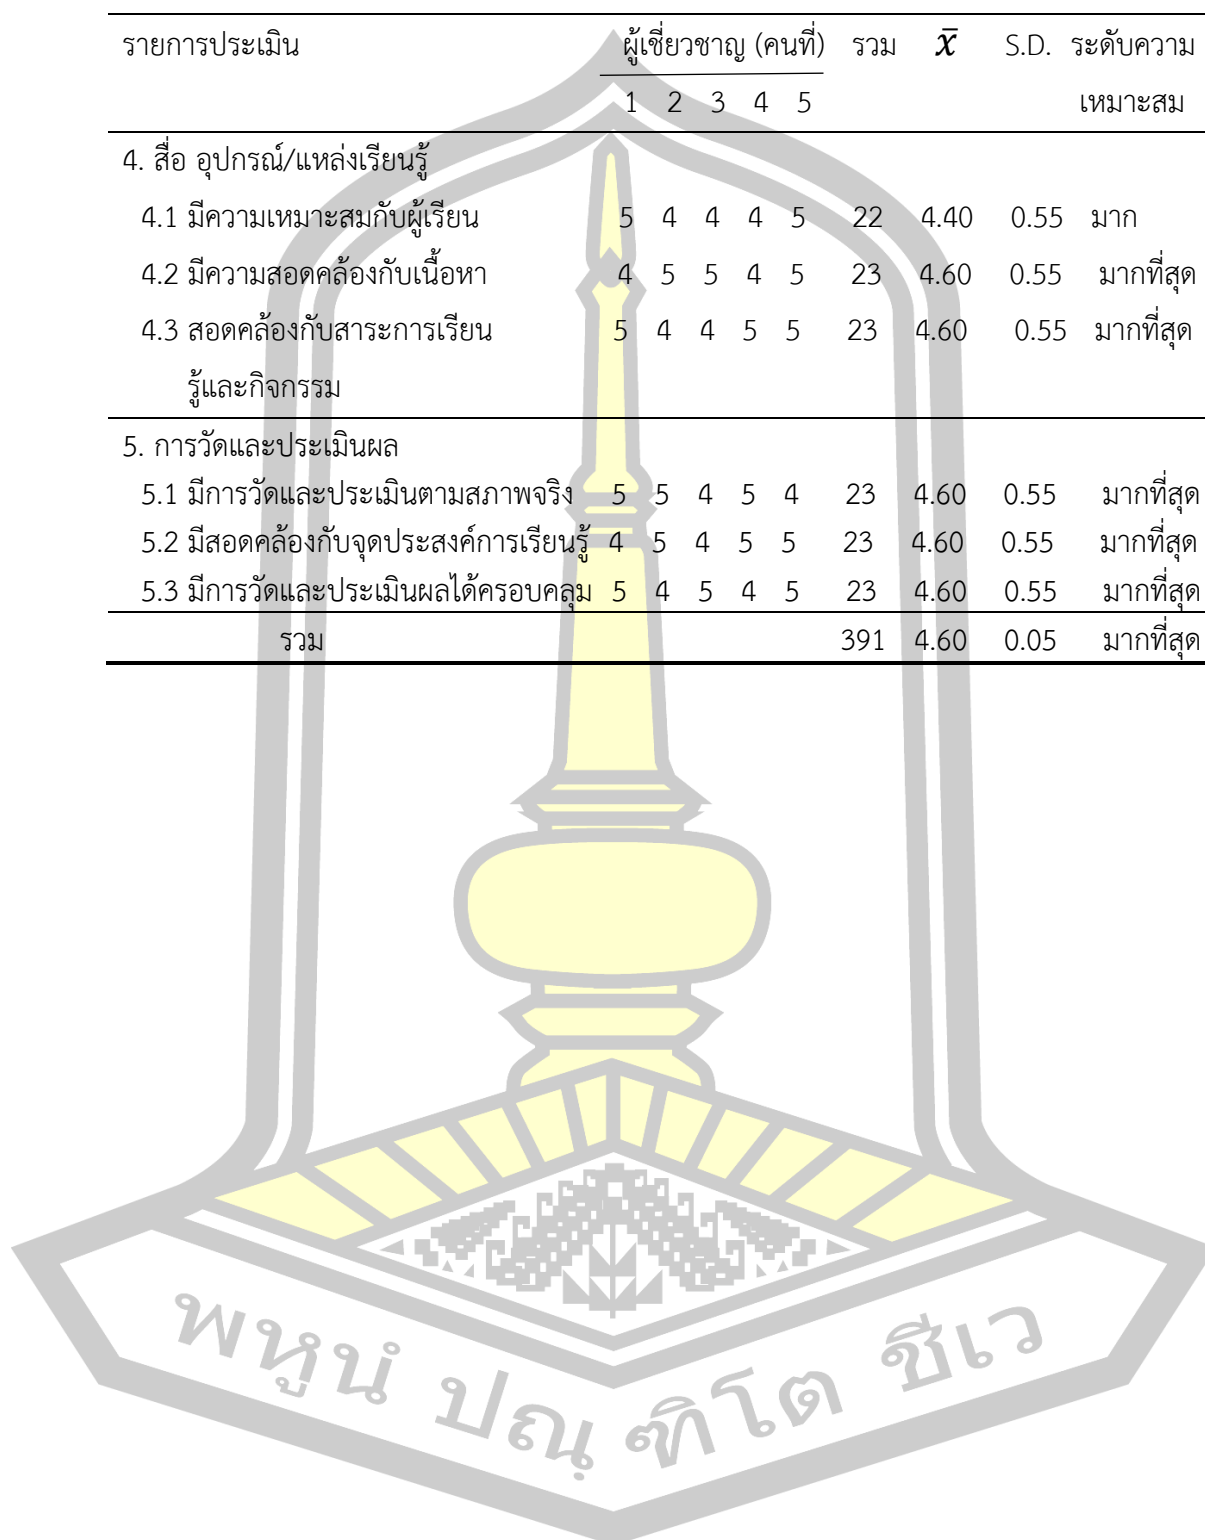 รายการประเมิน ผู้เชี่ยวชาญ (คนที่) รวม x̄ S.D. ระดับความ
1 2 3 4 5 เหมาะสม
4. สื่อ อุปกรณ์/แหล่งเรียนรู้
4.1 มีความเหมาะสมกับผู้เรียน 5 4 4 4 5 22 4.40 0.55 มาก
4.2 มีความสอดคล้องกับเนื้อหา 4 5 5 4 5 23 4.60 0.55 มากที่สุด
4.3 สอดคล้องกับสาระการเรียน 5 4 4 5 5 23 4.60 0.55 มากที่สุด
รู้และกิจกรรม
5. การวัดและประเมินผล
5.1 มีการวัดและประเมินตามสภาพจริง 5 5 4 5 4 23 4.60 0.55 มากที่สุด
5.2 มีสอดคล้องกับจุดประสงค์การเรียนรู้ 4 5 4 5 5 23 4.60 0.55 มากที่สุด
5.3 มีการวัดและประเมินผลได้ครอบคลุม 5 4 5 4 5 23 4.60 0.55 มากที่สุด
รวม 391 4.60 0.05 มากที่สุด
พหูนํ ปณฺฑิโต ชีเว